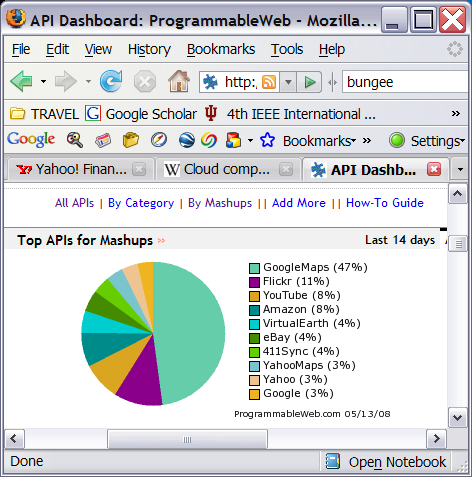 API Dashboard: ProgrammableWeb - Mozilla...
File Edit View History Bookmarks Tools Help
http: bungee
TRAVEL G Google Scholar 4th IEEE International ... »
Google Bookmarks Settings
Yahoo! Finan... W Cloud comp... API Dashb...
All APIs | By Category | By Mashups || Add More || How-To Guide
Top APIs for Mashups » Last 14 days
GoogleMaps (47%)
Flickr (11%)
YouTube (8%)
Amazon (8%)
VirtualEarth (4%)
eBay (4%)
411Sync (4%)
YahooMaps (3%)
Yahoo (3%)
Google (3%)
ProgrammableWeb.com 05/13/08
Done Open Notebook